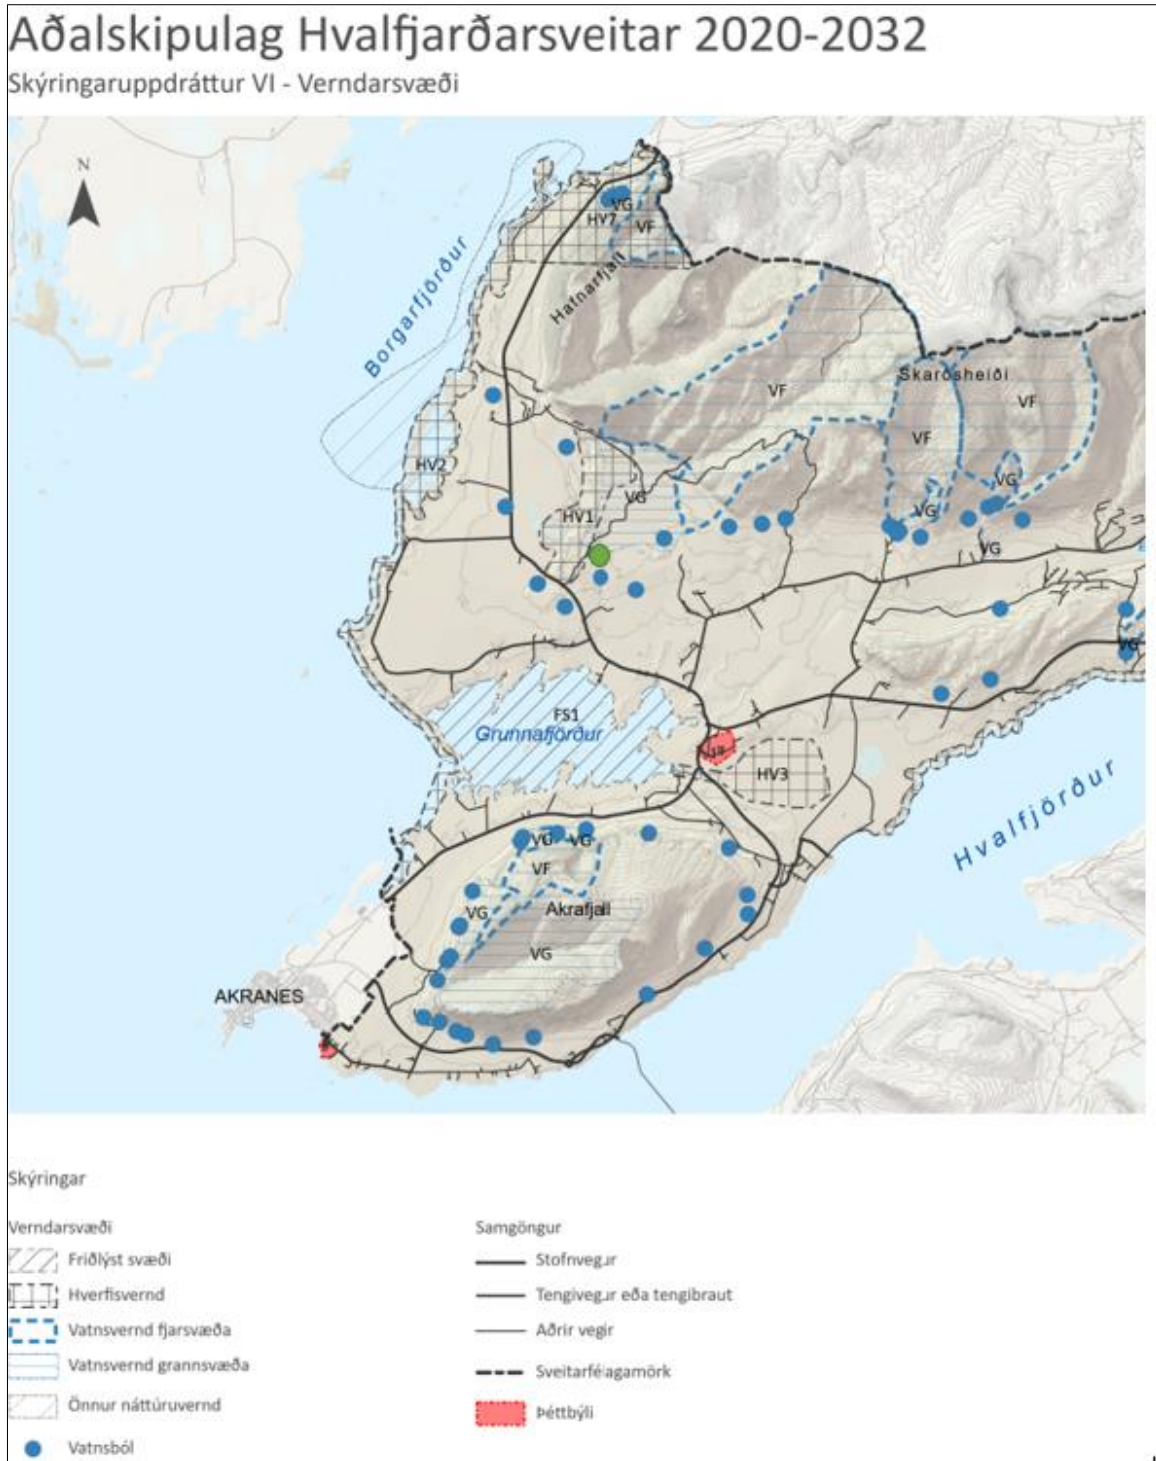 Aðalskipulag Hvalfjarðarsveitar 2020-2032
Skýringaruppdráttur VI - Verndarsvæði
N
VG
HV7
VF
Hafnarfjall
Borgarfjörður
Skarðsheiði
VF
VF
VF
HV2
VG
VG
HV1
VG
VG
VG
FS1
Grunnafjörður
HV3
Hvalfjörður
VG
VG
VF
VG
Akrafjall
VG
AKRANES
Skýringar
Verndarsvæði
Friðlýst svæði
Hverfisvernd
Vatnsvernd fjarsvæða
Vatnsvernd grannsvæða
Önnur náttúruvernd
Vatnsból
Samgöngur
Stofnvegur
Tengivegur eða tengibraut
Aðrir vegir
Sveitarfélagamörk
Þéttbýli